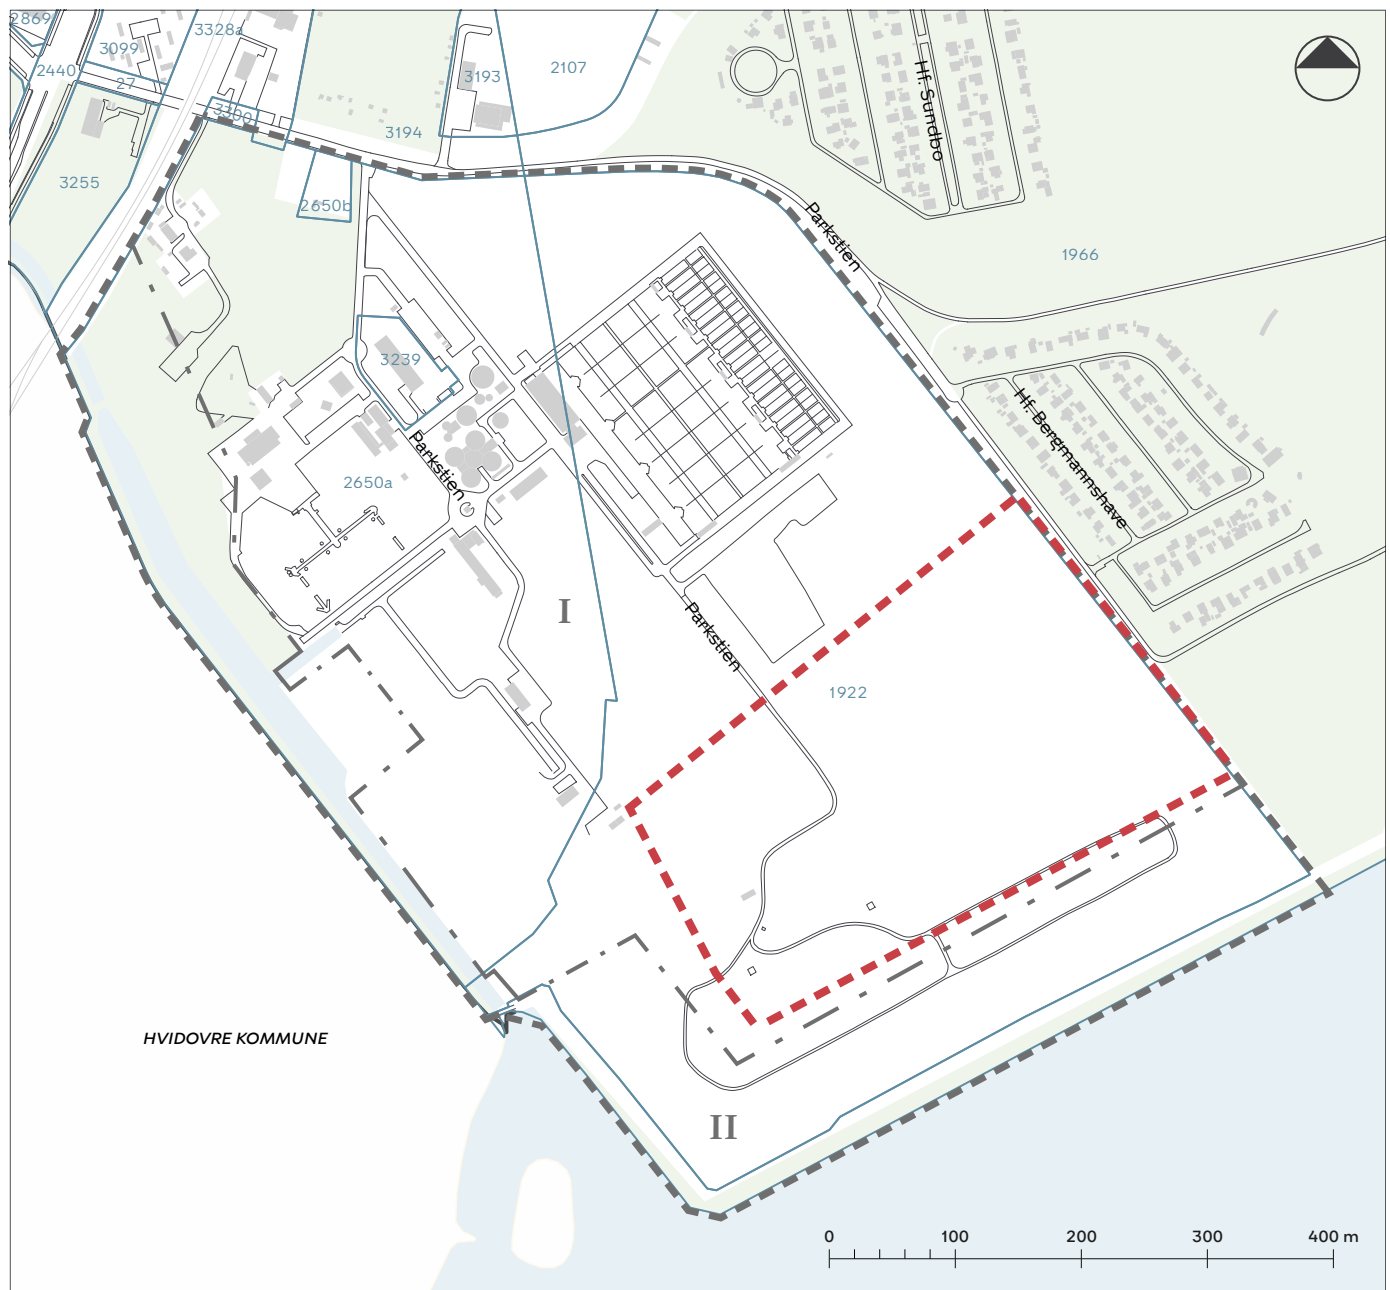 2869
3328a
3099
2440
27
3300
3193
2107
3194
Hf. Sundbo
3255
2650b
Parkstien
1966
3239
Hf. Bergmannshave
Parkstien
2650a
I
Parkstien
1922
HVIDOVRE KOMMUNE
II
0 100 200 300 400 m